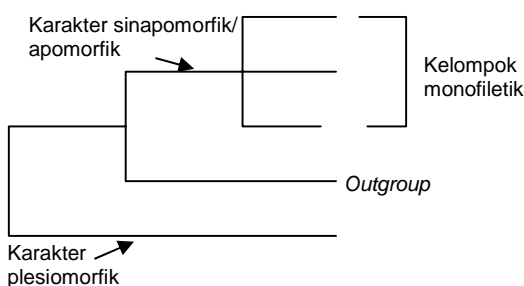 Karakter sinapomorfik/
apomorfik
Kelompok
monofiletik
Outgroup
Karakter
plesiomorfik